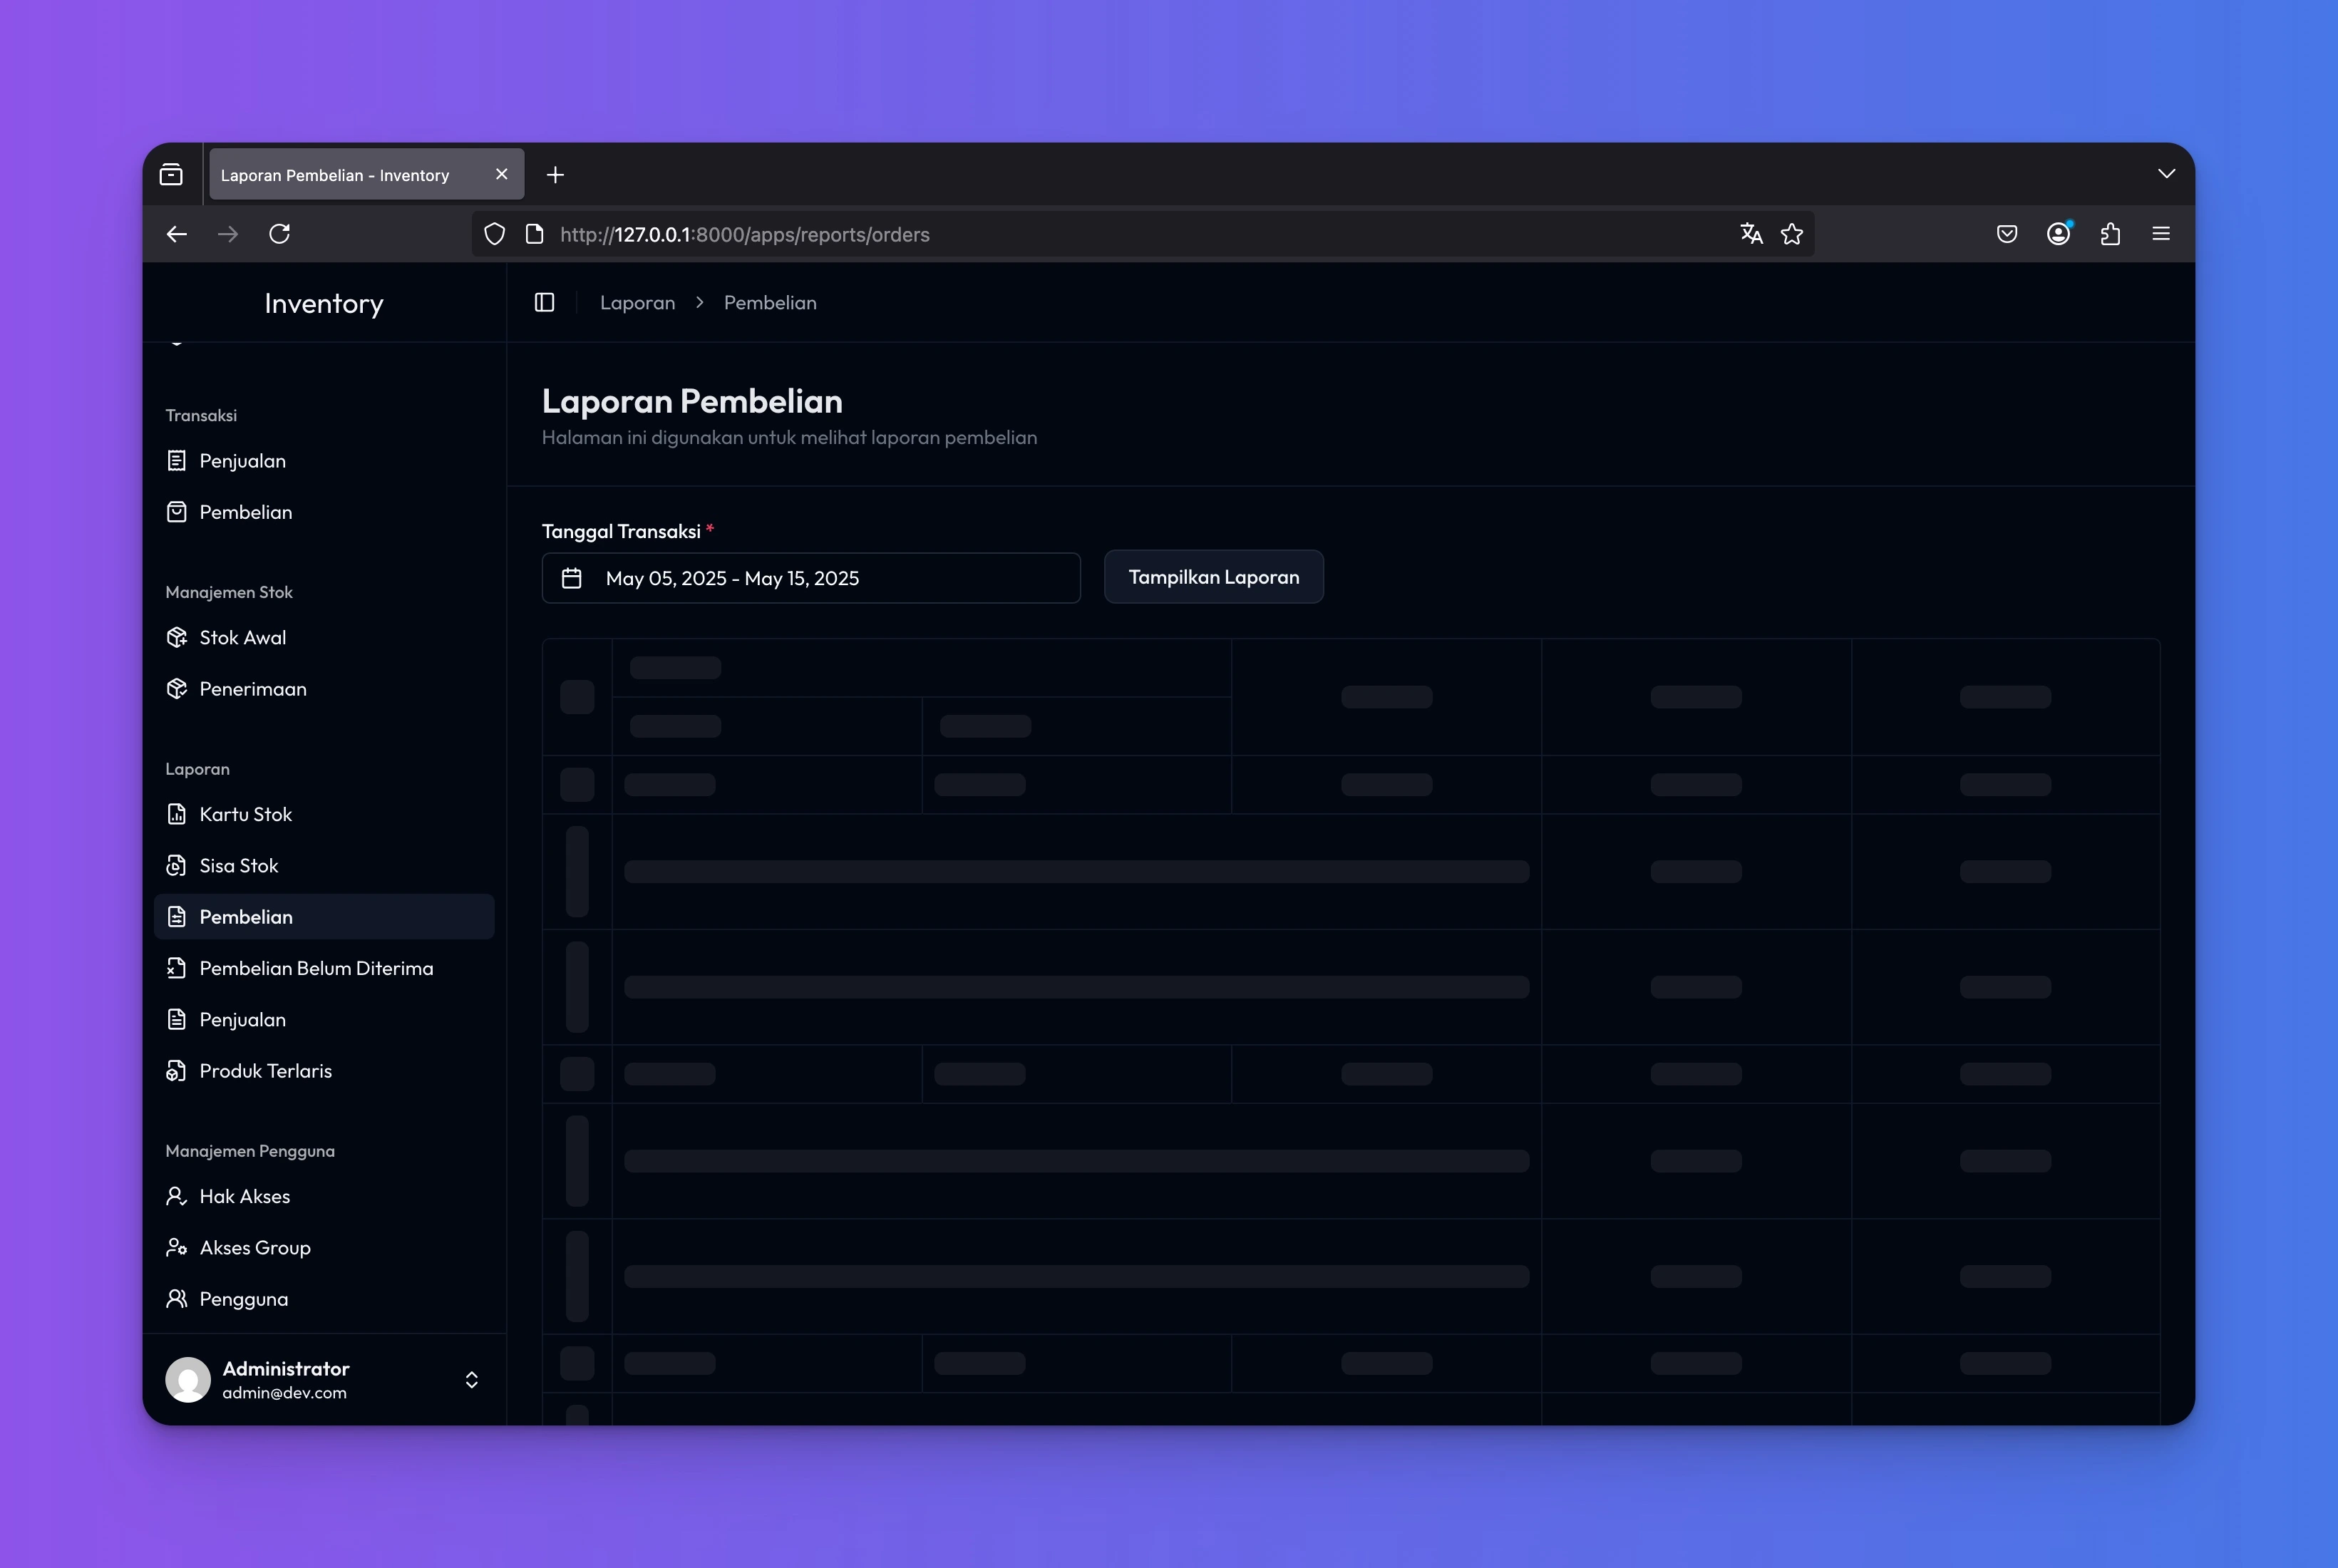 Laporan Pembelian - Inventory
http://127.0.0.1:8000/apps/reports/orders
Inventory
Laporan > Pembelian
Transaksi
Penjualan
Pembelian
Manajemen Stok
Stok Awal
Penerimaan
Laporan
Kartu Stok
Sisa Stok
Pembelian
Pembelian Belum Diterima
Penjualan
Produk Terlaris
Manajemen Pengguna
Hak Akses
Akses Group
Pengguna
Administrator
admin@dev.com
Laporan Pembelian
Halaman ini digunakan untuk melihat laporan pembelian
Tanggal Transaksi *
May 05, 2025 - May 15, 2025
Tampilkan Laporan